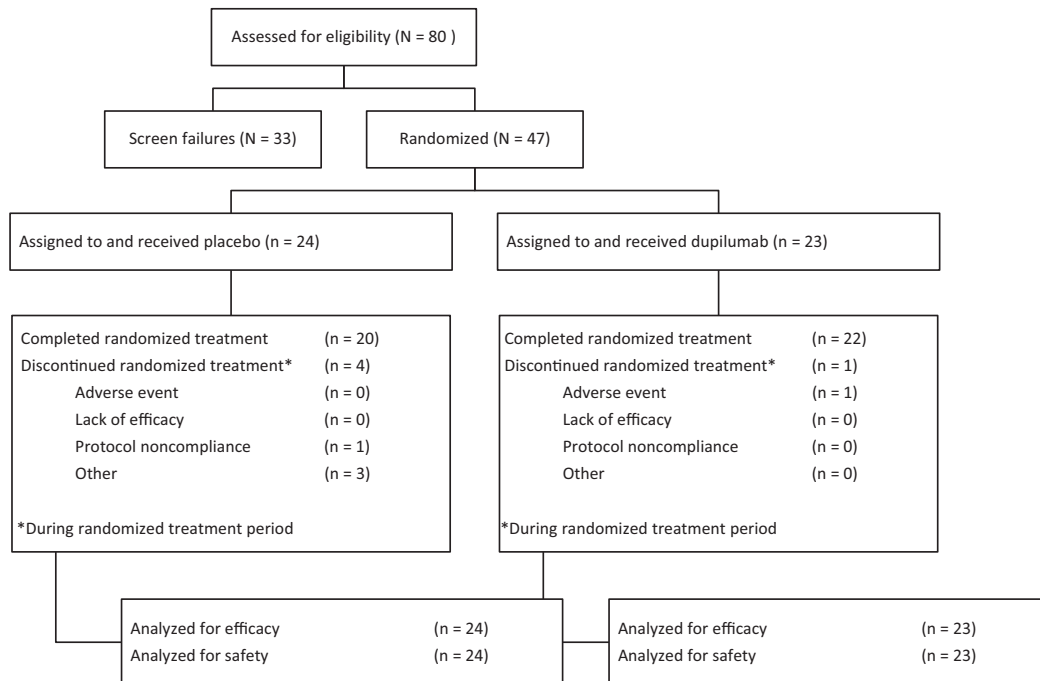 Assessed for eligibility (N = 80 )
Screen failures (N = 33)
Randomized (N = 47)
Assigned to and received placebo (n = 24)
Assigned to and received dupilumab (n = 23)
Completed randomized treatment (n = 20)
Discontinued randomized treatment* (n = 4)
Adverse event (n = 0)
Lack of efficacy (n = 0)
Protocol noncompliance (n = 1)
Other (n = 3)
*During randomized treatment period
Completed randomized treatment (n = 22)
Discontinued randomized treatment* (n = 1)
Adverse event (n = 1)
Lack of efficacy (n = 0)
Protocol noncompliance (n = 0)
Other (n = 0)
*During randomized treatment period
Analyzed for efficacy (n = 24)
Analyzed for safety (n = 24)
Analyzed for efficacy (n = 23)
Analyzed for safety (n = 23)